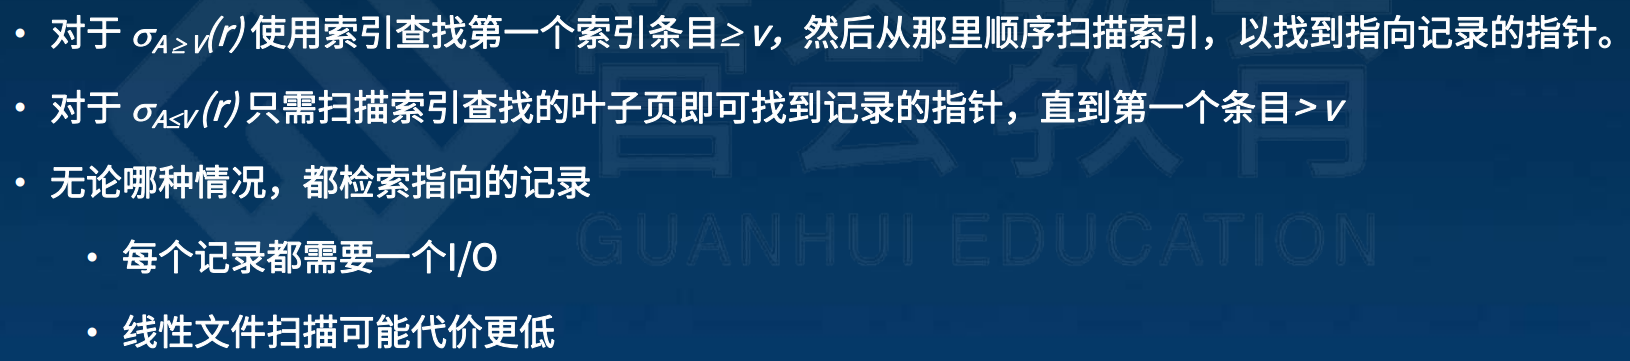 • 对于 σA ≥ V(r) 使用索引查找第一个索引条目≥ v，然后从那里顺序扫描索引，以找到指向记录的指针。
• 对于 σA≤V (r) 只需扫描索引查找的叶子页即可找到记录的指针，直到第一个条目> v
• 无论哪种情况，都检索指向的记录
• 每个记录都需要一个I/O
• 线性文件扫描可能代价更低
管会教育
GUANHUI EDUCATION